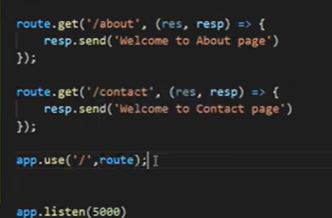 route.get('/about', (res, resp) => {
    resp.send('Welcome to About page')
});
route.get('/contact', (res, resp) => {
    resp.send('Welcome to Contact page')
});
app.use('/',route);
app.listen(5000)